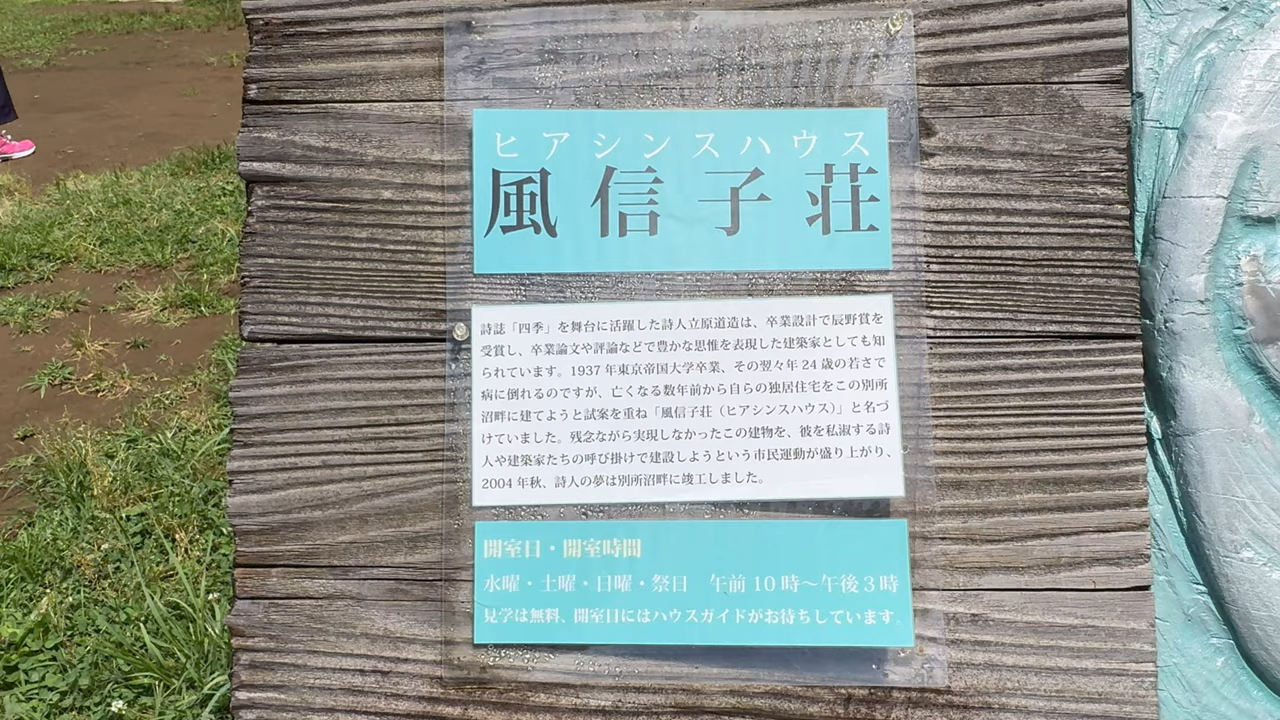 ヒアシンスハウス
風信子荘
詩誌「四季」を舞台に活躍した詩人立原道造は、卒業設計で辰野賞を
受賞し、卒業論文や評論などで豊かな思惟を表現した建築家としても知
られています。1937年東京帝国大学卒業、その翌々年24歳の若さで
病に倒れるのですが、亡くなる数年前から自らの独居住宅をこの別所
沼畔に建てようと試案を重ね「風信子荘（ヒアシンスハウス）」と名づ
けていました。残念ながら実現しなかったこの建物を、彼を私淑する詩
人や建築家たちの呼び掛けで建設しようという市民運動が盛り上がり、
2004年秋、詩人の夢は別所沼畔に竣工しました。
開室日・開室時間
水曜・土曜・日曜・祭日　午前10時～午後3時
見学は無料、開室日にはハウスガイドがお待ちしています。